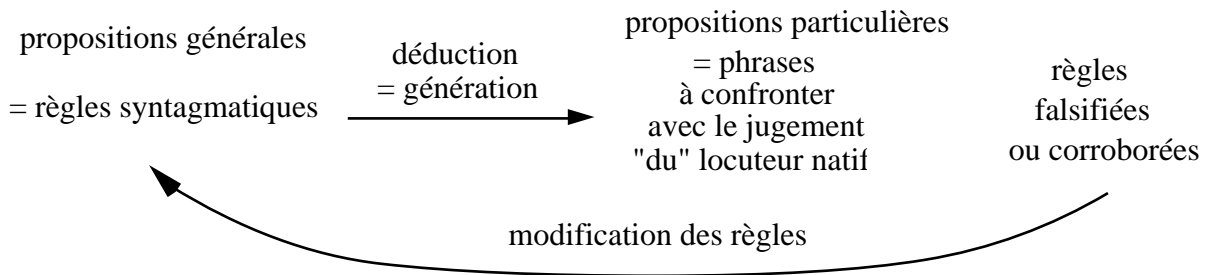 propositions générales
= règles syntagmatiques
déduction
= génération
propositions particulières
= phrases
à confronter
avec le jugement
"du" locuteur natif
règles
falsifiées
ou corroborées
modification des règles